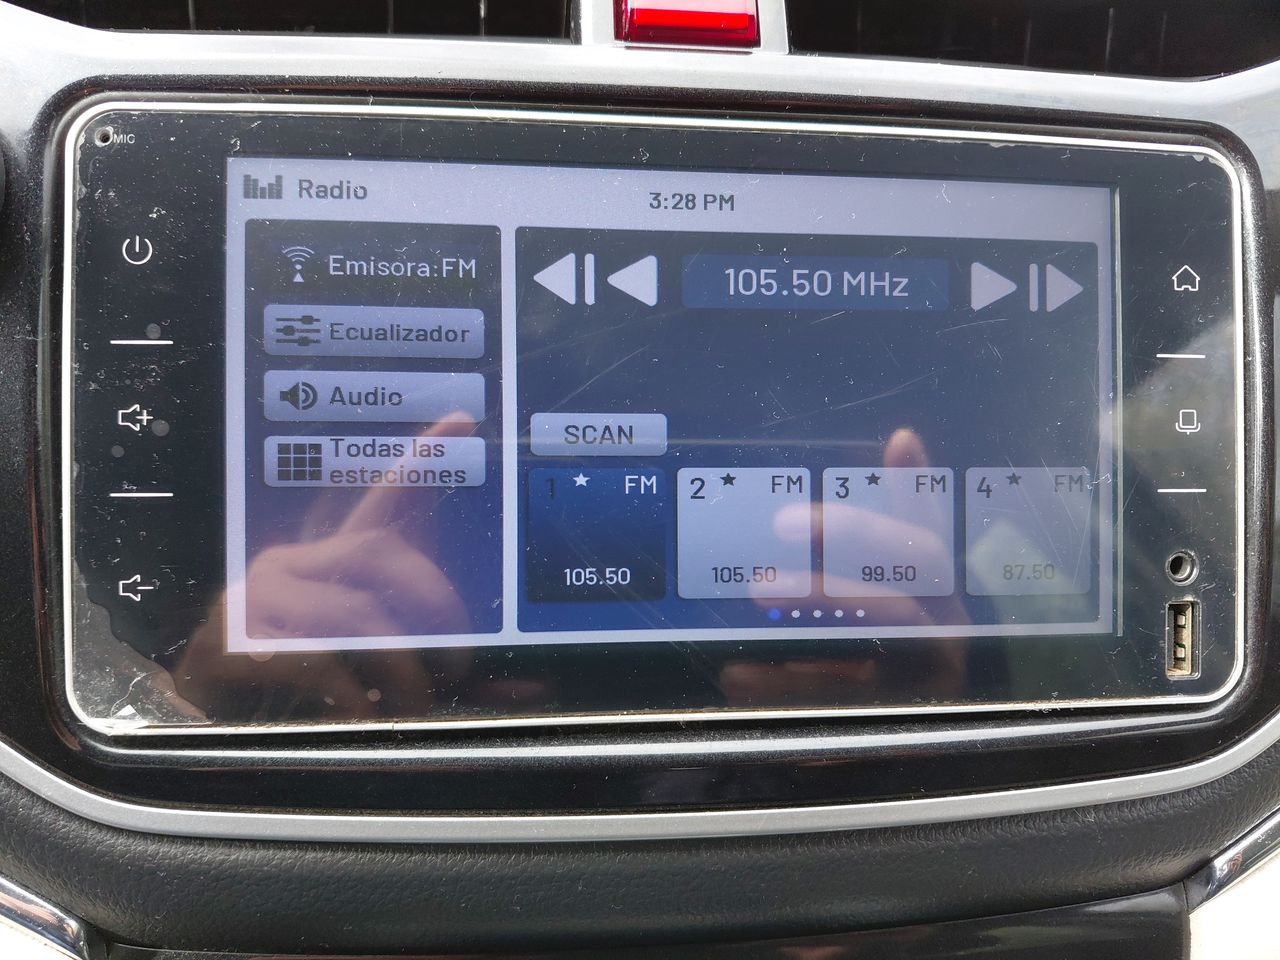 MIC
Radio
3:28 PM
Emisora:FM
105.50 MHz
Ecualizador
Audio
SCAN
Todas las
estaciones
1 ★ FM
105.50
2 ★ FM
105.50
3 ★ FM
99.50
4 ★ FM
87.50